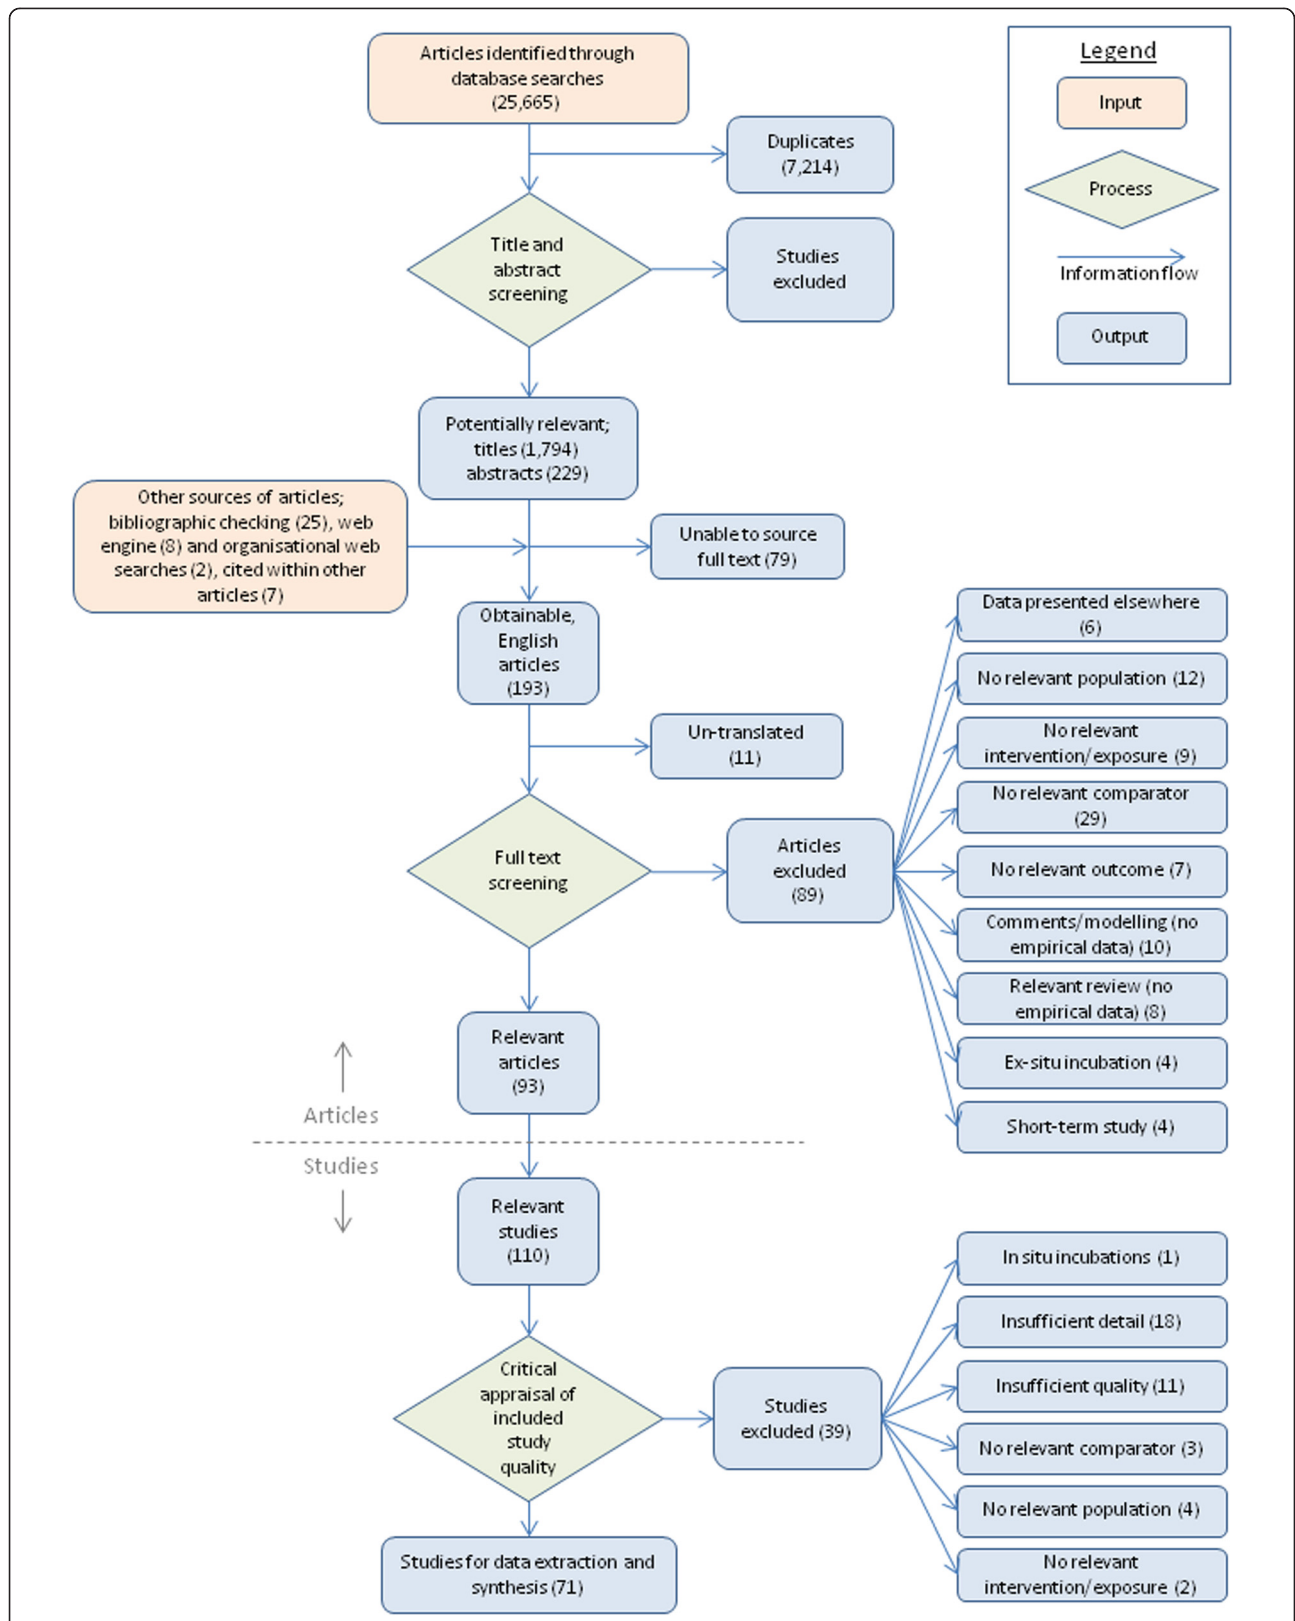 Articles identified through
database searches
(25,665)
Legend
Input
Process
Information flow
Output
Duplicates
(7,214)
Title and
abstract
screening
Studies
excluded
Potentially relevant;
titles (1,794)
abstracts (229)
Other sources of articles;
bibliographic checking (25), web
engine (8) and organisational web
searches (2), cited within other
articles (7)
Unable to source
full text (79)
Obtainable,
English
articles
(193)
Un-translated
(11)
Full text
screening
Articles
excluded
(89)
Data presented elsewhere
(6)
No relevant population (12)
No relevant
intervention/exposure (9)
No relevant comparator
(29)
No relevant outcome (7)
Comments/modelling (no
empirical data) (10)
Relevant review (no
empirical data) (8)
Ex-situ incubation (4)
Short-term study (4)
Relevant
articles
(93)
Articles
Studies
Relevant
studies
(110)
Critical
appraisal of
included
study
quality
Studies
excluded (39)
In situ incubations (1)
Insufficient detail (18)
Insufficient quality (11)
No relevant comparator (3)
No relevant population (4)
No relevant
intervention/exposure (2)
Studies for data extraction and
synthesis (71)